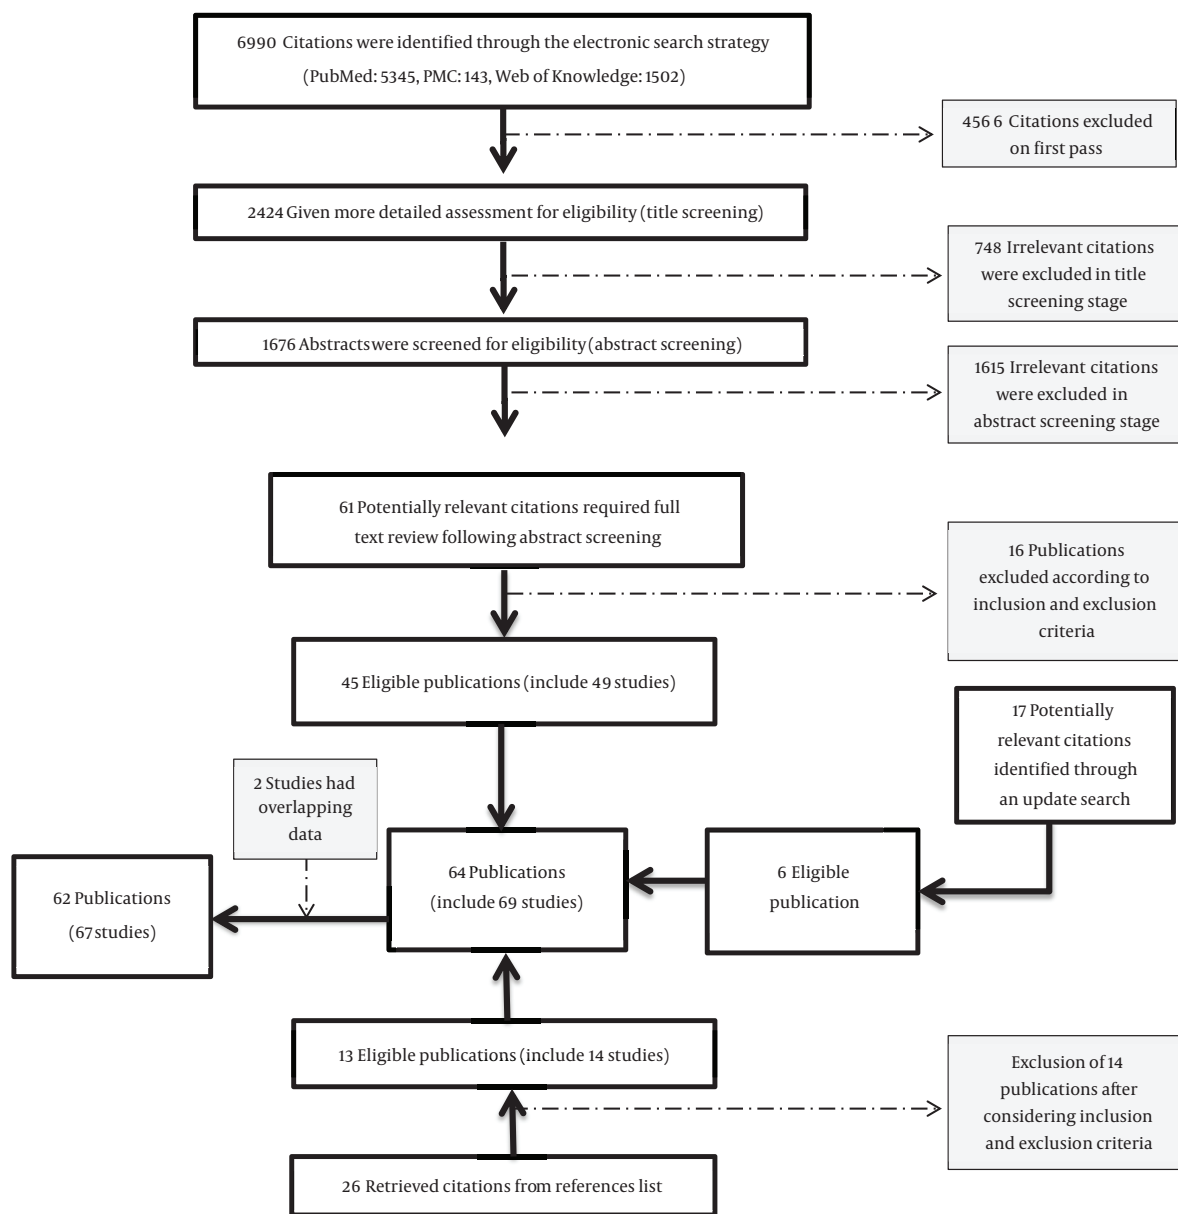 6990 Citations were identified through the electronic search strategy
(PubMed: 5345, PMC: 143, Web of Knowledge: 1502)
456 6 Citations excluded
on first pass
2424 Given more detailed assessment for eligibility (title screening)
748 Irrelevant citations
were excluded in title
screening stage
1676 Abstracts were screened for eligibility (abstract screening)
1615 Irrelevant citations
were excluded in
abstract screening stage
61 Potentially relevant citations required full
text review following abstract screening
16 Publications
excluded according to
inclusion and exclusion
criteria
45 Eligible publications (include 49 studies)
17 Potentially
relevant citations
identified through
an update search
2 Studies had
overlapping
data
64 Publications
(include 69 studies)
6 Eligible
publication
62 Publications
(67 studies)
13 Eligible publications (include 14 studies)
Exclusion of 14
publications after
considering inclusion
and exclusion criteria
26 Retrieved citations from references list